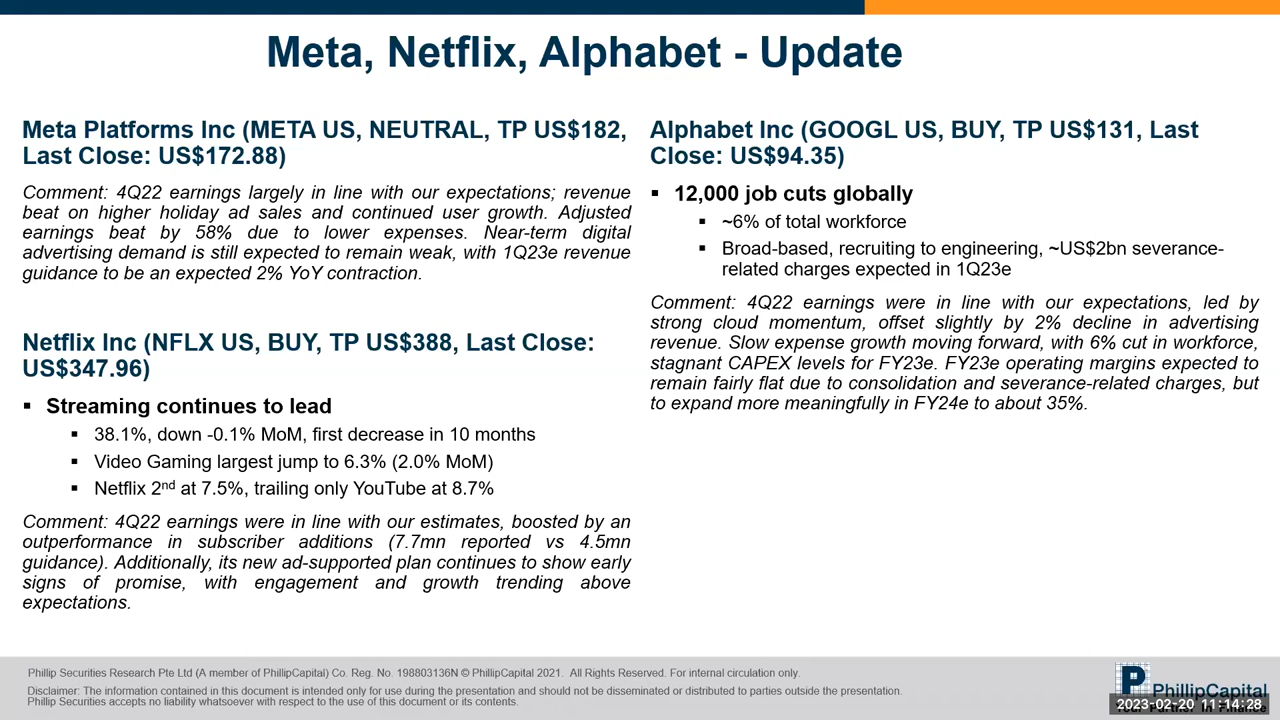 Meta, Netflix, Alphabet - Update
Meta Platforms Inc (META US, NEUTRAL, TP US$182,
Last Close: US$172.88)
Comment: 4Q22 earnings largely in line with our expectations; revenue
beat on higher holiday ad sales and continued user growth. Adjusted
earnings beat by 58% due to lower expenses. Near-term digital
advertising demand is still expected to remain weak, with 1Q23e revenue
guidance to be an expected 2% YoY contraction.
Netflix Inc (NFLX US, BUY, TP US$388, Last Close:
US$347.96)
▪ Streaming continues to lead
▪ 38.1%, down -0.1% MoM, first decrease in 10 months
▪ Video Gaming largest jump to 6.3% (2.0% MoM)
▪ Netflix 2nd at 7.5%, trailing only YouTube at 8.7%
Comment: 4Q22 earnings were in line with our estimates, boosted by an
outperformance in subscriber additions (7.7mn reported vs 4.5mn
guidance). Additionally, its new ad-supported plan continues to show early
signs of promise, with engagement and growth trending above
expectations.
Alphabet Inc (GOOGL US, BUY, TP US$131, Last
Close: US$94.35)
▪ 12,000 job cuts globally
▪ ~6% of total workforce
▪ Broad-based, recruiting to engineering, ~US$2bn severance-
related charges expected in 1Q23e
Comment: 4Q22 earnings were in line with our expectations, led by
strong cloud momentum, offset slightly by 2% decline in advertising
revenue. Slow expense growth moving forward, with 6% cut in workforce,
stagnant CAPEX levels for FY23e. FY23e operating margins expected to
remain fairly flat due to consolidation and severance-related charges, but
to expand more meaningfully in FY24e to about 35%.
Phillip Securities Research Pte Ltd (A member of PhillipCapital) Co. Reg. No. 198803136N © PhillipCapital 2021. All Rights Reserved. For internal circulation only.
Disclaimer: The information contained in this document is intended only for use during the presentation and should not be disseminated or distributed to parties outside the presentation.
Phillip Securities accepts no liability whatsoever with respect to the use of this document or its contents.
PhillipCapital
Your Partner In Finance
2023-02-20 11:14:28